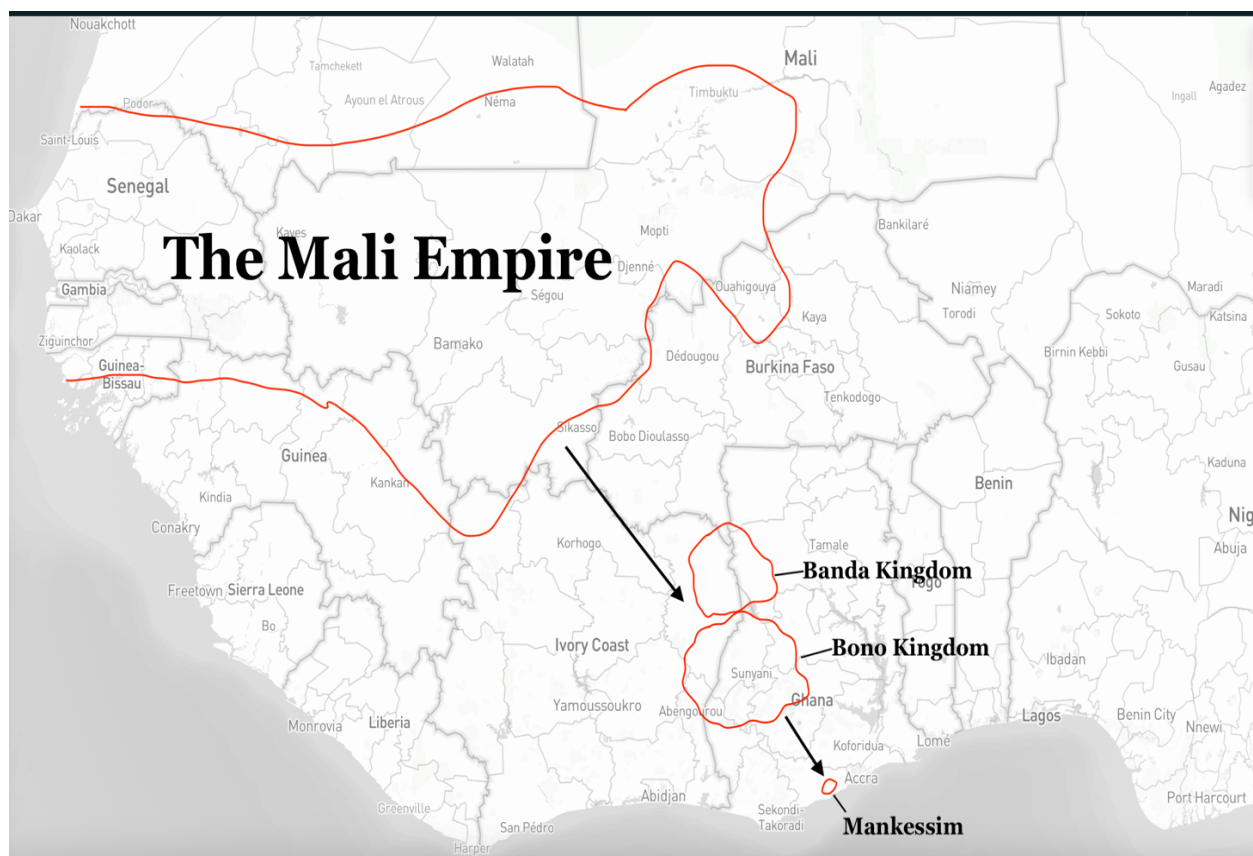 Nouakchott
Mali
Walatah
Tamchekett
Agadez
Timbuktu
Ingall
Ayoun el Atrous
Néma
Podor
Saint-Louis
Senegal
Dakar
Bankilaré
Kayes
Mopti
Kaolack
The Mali Empire
Djenné
Ouahigouya
Niamey
Maradi
Gambia
Ségou
Kaya
Torodi
Sokoto
Katsina
Ziguinchor
Bamako
Dédougou
Birnin Kebbi
Guinea-
Bissau
Burkina Faso
Gusau
Tenkodogo
Sikasso
Bobo Dioulasso
Guinea
Kaduna
Kankan
Benin
Kindia
Nig
Conakry
Korhogo
Tamale
Abuja
Banda Kingdom
Togo
Freetown
Sierra Leone
Bo
Ivory Coast
Bono Kingdom
Ibadan
Sunyani
Ghana
Yamoussoukro
Abengourou
Monrovia
Liberia
Lagos
Benin City
Nnewi
Koforidua
Lomé
Accra
Abidjan
Port Harcourt
Greenville
Sekondi-
Takoradi
San Pédro
Mankessim
Harper